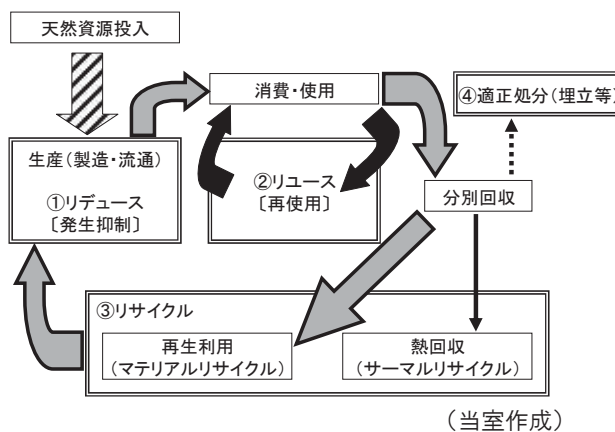 天然資源投入
消費・使用
④適正処分(埋立等)
生産(製造・流通)
①リデュース
〔発生抑制〕
②リユース
〔再使用〕
分別回収
③リサイクル
再生利用
(マテリアルリサイクル)
熱回収
(サーマルリサイクル)
(当室作成)